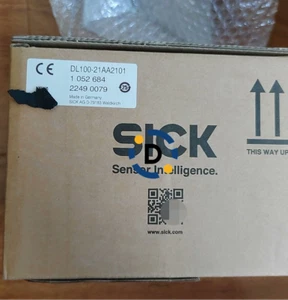 CE
DL100-21AA2101
1 052 684
2249 0079
Made in Germany
SICK
D
Sensor Intelligence.
THIS WAY UP
www.sick.com